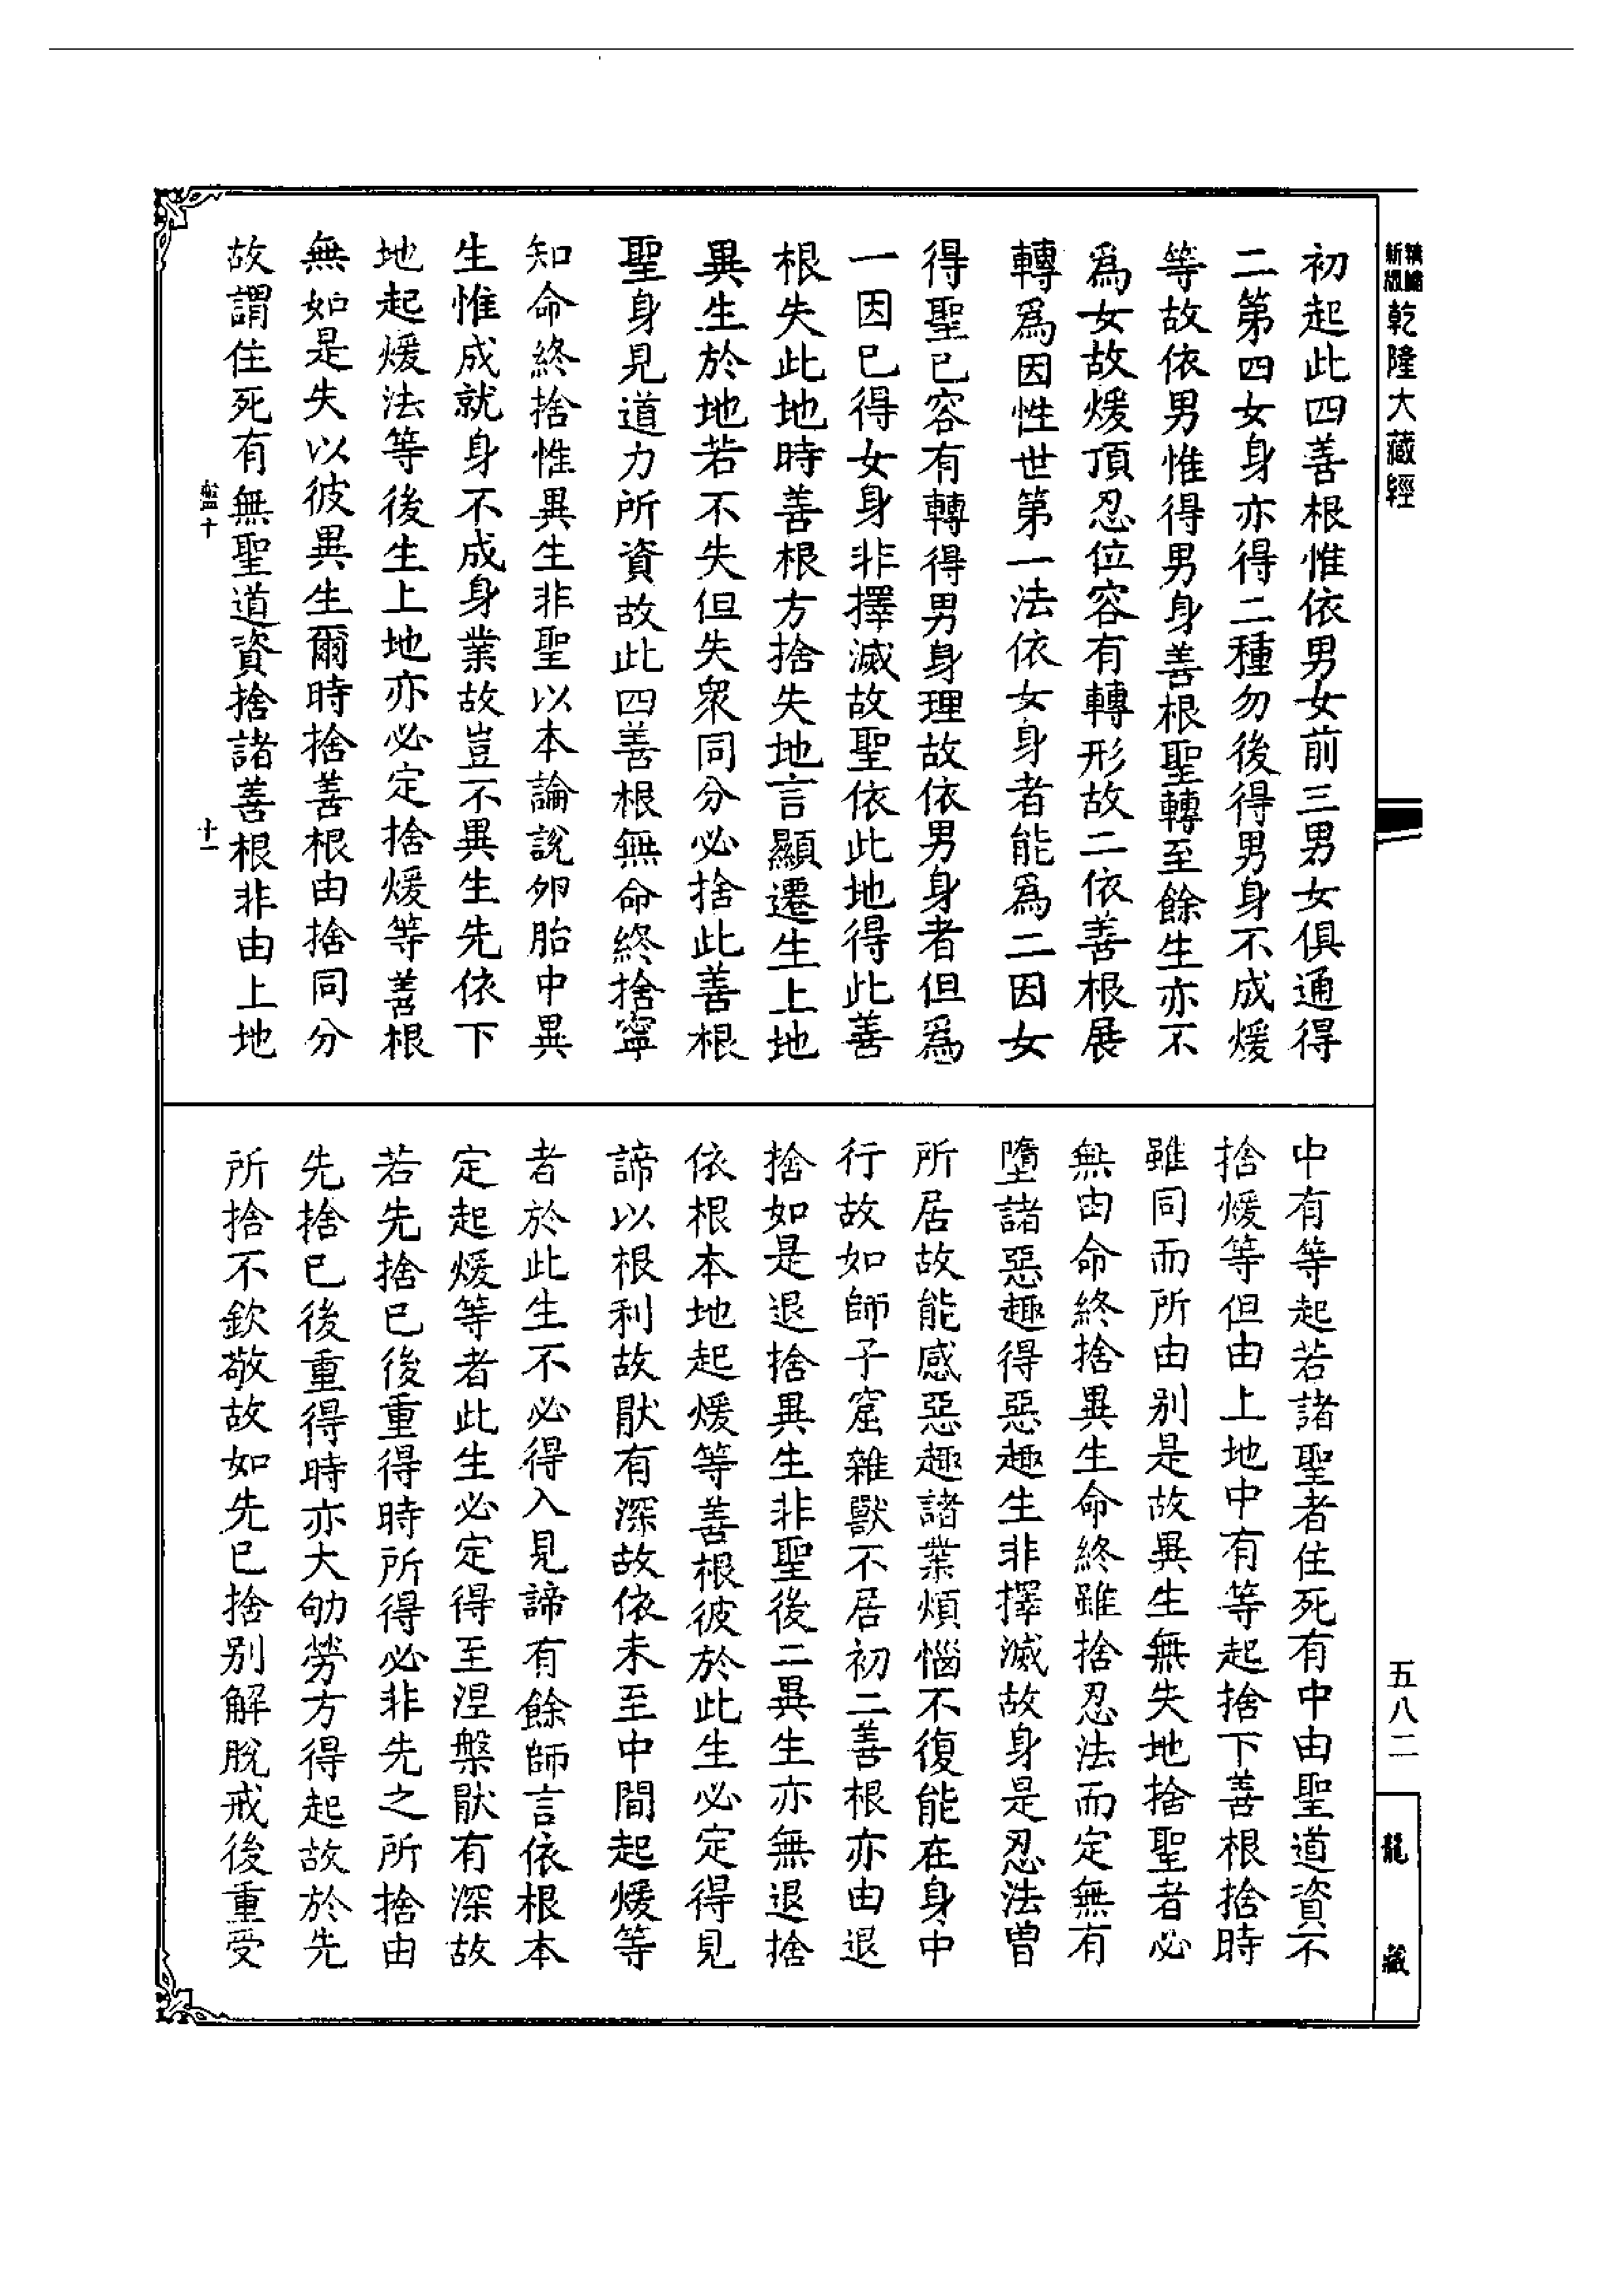 新版精縮乾隆大藏經
初起此四善根惟依男女前三男女俱通得
二第四女身亦得二種勿後得男身不成煖
等故依男惟得男身善根聖轉至餘生亦不
爲女故煖頂忍位容有轉形故二依善根展
轉爲因性世第一法依女身者能爲二因女
得聖已容有轉得男身理故依男身者但爲
一因已得女身非擇滅故聖依此地得此善
根失此地時善根方捨失地言顯遷生上地
異生於地若不失但失衆同分必捨此善根
聖身見道力所資故此四善根無命終捨寧
知命終捨惟異生非聖以本論說卵胎中異
生惟成就身不成身業故豈不異生先依下
地起煖法等後生上地亦必定捨煖等善根
無如是失以彼異生爾時捨善根由捨同分
故謂住死有無聖道資捨諸善根非由上地
盤十 十一
中有等起若諸聖者住死有中由聖道資不
捨煖等但由上地中有等起捨下善根捨時
雖同而所由別是故異生無失地捨聖者必
無由命終捨異生命終雖捨忍法而定無有
墮諸惡趣得惡趣生非擇滅故身是忍法曾
所居故能感惡趣諸業煩惱不復能在身中
行故如師子窟雜獸不居初二善根亦由退
捨如是退捨異生非聖後二異生亦無退捨
依根本地起煖等善根彼於此生必定得見
諦以根利故猒有深故依未至中間起煖等
者於此生不必得入見諦有餘師言依根本
定起煖等者此生必定得至涅槃猒有深故
若先捨已後重得時所得必非先之所捨由
先捨已後重得時亦大劬勞方得起故於先
所捨不欽敬故如先已捨别解脫戒後重受
五八二
龍藏